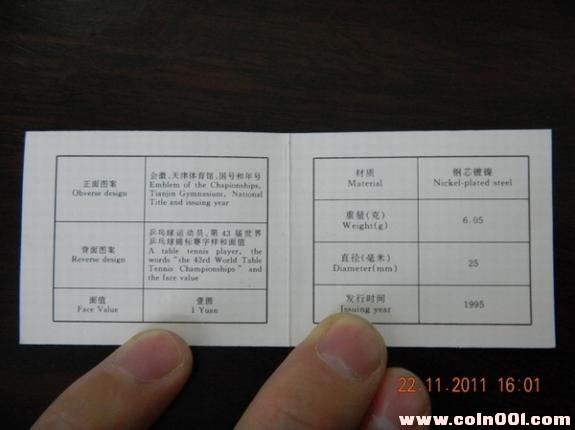 正面图案
Obverse design
会徽、天津体育馆、国号和年号
Emblem of the Chapionships,
Tianjin Gymnasium, National
Title and issuing year
背面图案
Reverse design
乒乓球运动员、第 43 届世界
乒乓球锦标赛字样和面值
A table tennis player, the
words "the 43rd World Table
Tennis Championships" and
the face value
面值
Face Value
壹圆
1 Yuan
材质
Material
钢芯镀镍
Nickel-plated steel
重量(克)
Weight(g)
6.05
直径(毫米)
Diameter(mm)
25
发行时间
Issuing year
1995
22.11.2011 16:01
www.coin001.com